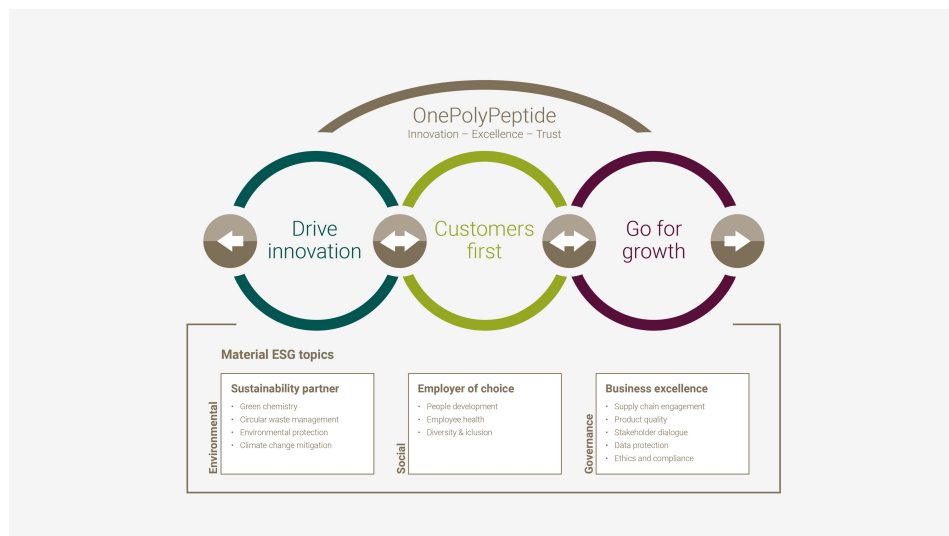 OnePolyPeptide
Innovation – Excellence – Trust
Drive
innovation
Customers
first
Go for
growth
Material ESG topics
Environmental
Sustainability partner
• Green chemistry
• Circular waste management
• Environmental protection
• Climate change mitigation
Social
Employer of choice
• People development
• Employee health
• Diversity & iclusion
Governance
Business excellence
• Supply chain engagement
• Product quality
• Stakeholder dialogue
• Data protection
• Ethics and compliance